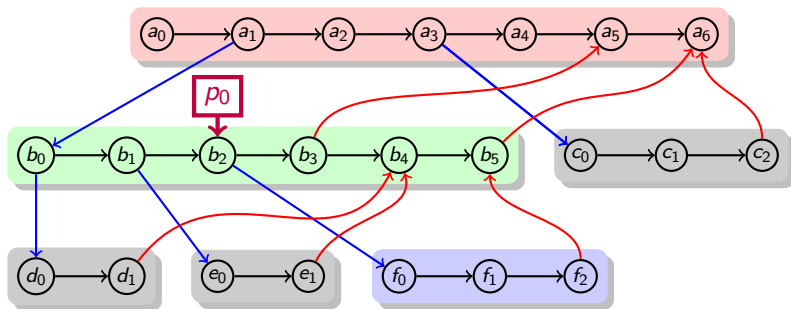 a₀ a₁ a₂ a₃ a₄ a₅ a₆
p₀
b₀ b₁ b₂ b₃ b₄ b₅ c₀ c₁ c₂
d₀ d₁ e₀ e₁ f₀ f₁ f₂